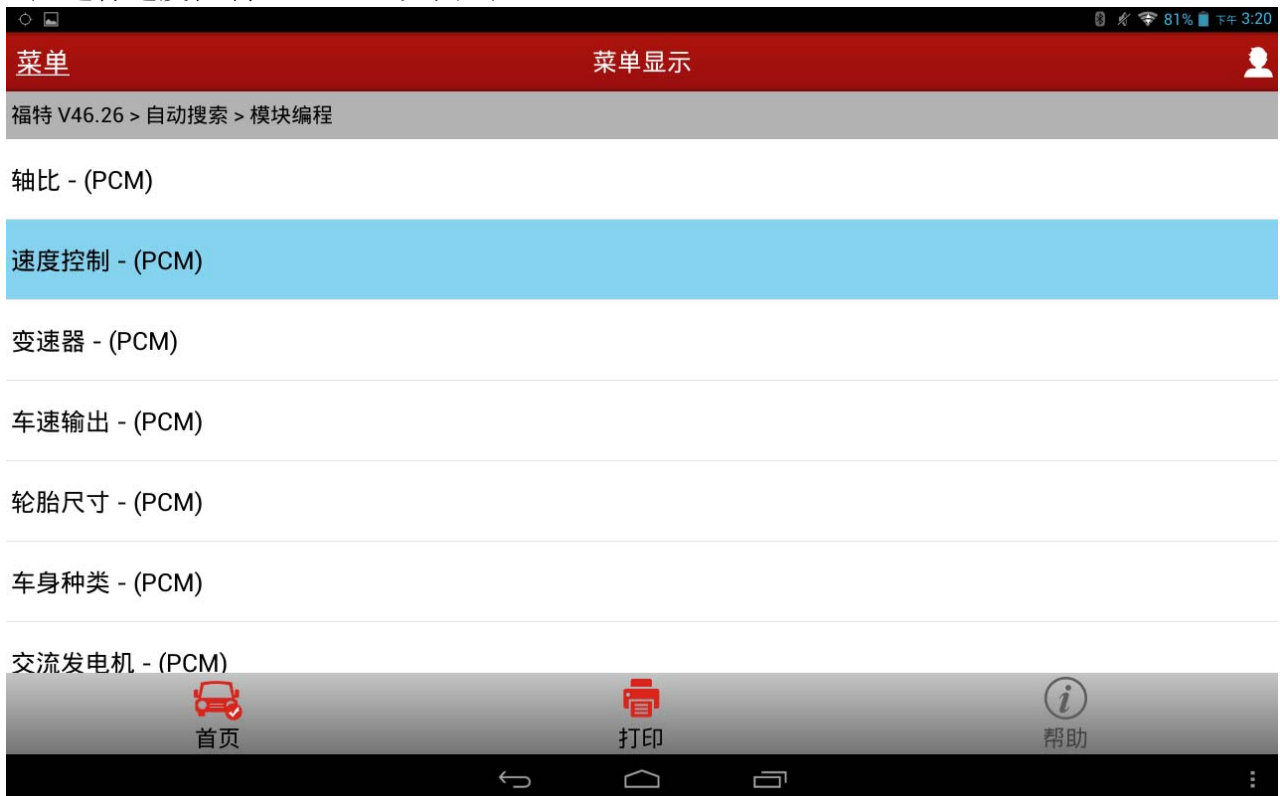 81% 下午 3:20
菜单 菜单显示
福特 V46.26 > 自动搜索 > 模块编程
轴比 - (PCM)
速度控制 - (PCM)
变速器 - (PCM)
车速输出 - (PCM)
轮胎尺寸 - (PCM)
车身种类 - (PCM)
交流发电机 - (PCM)
首页 打印 帮助